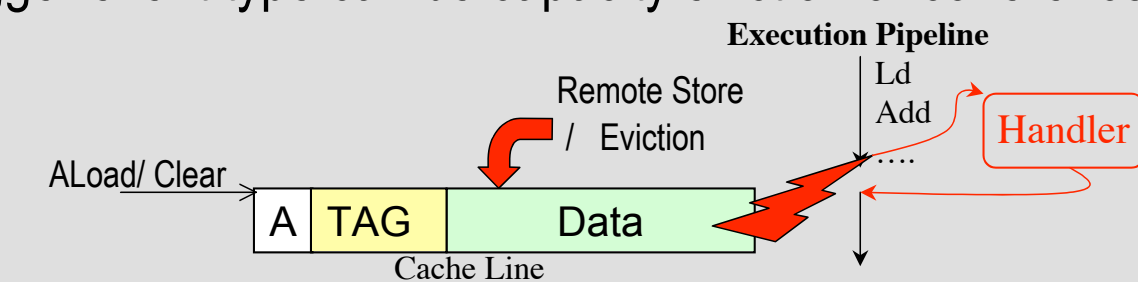 Execution Pipeline
Ld
Remote Store
Add
Handler
/ Eviction
....
ALoad/ Clear
A TAG Data
Cache Line